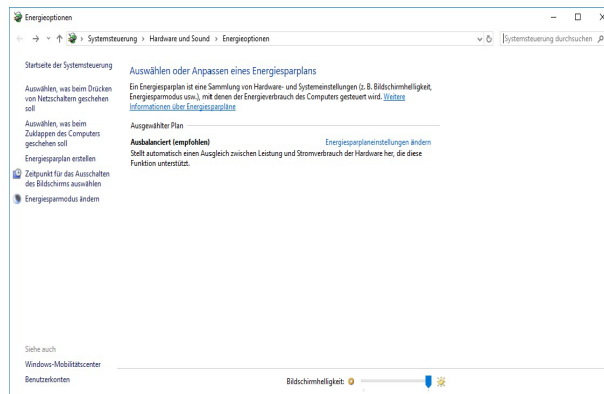 Energieoptionen
Systemsteuerung › Hardware und Sound › Energieoptionen
Systemsteuerung durchsuchen
Startseite der Systemsteuerung
Auswählen, was beim Drücken
von Netzschaltern geschehen
soll
Auswählen, was beim
Zuklappen des Computers
geschehen soll
Energiesparplan erstellen
Zeitpunkt für das Ausschalten
des Bildschirms auswählen
Energiesparmodus ändern
Auswählen oder Anpassen eines Energiesparplans
Ein Energiesparplan ist eine Sammlung von Hardware- und Systemeinstellungen (z. B. Bildschirmhelligkeit,
Energiesparmodus usw.), mit denen der Energieverbrauch des Computers gesteuert wird. Weitere
Informationen über Energiesparpläne
Ausgewählter Plan
Ausbalanciert (empfohlen) Energiesparplaneinstellungen ändern
Stellt automatisch einen Ausgleich zwischen Leistung und Stromverbrauch der Hardware her, die diese
Funktion unterstützt.
Siehe auch
Windows-Mobilitätscenter
Benutzerkonten
Bildschirmhelligkeit: